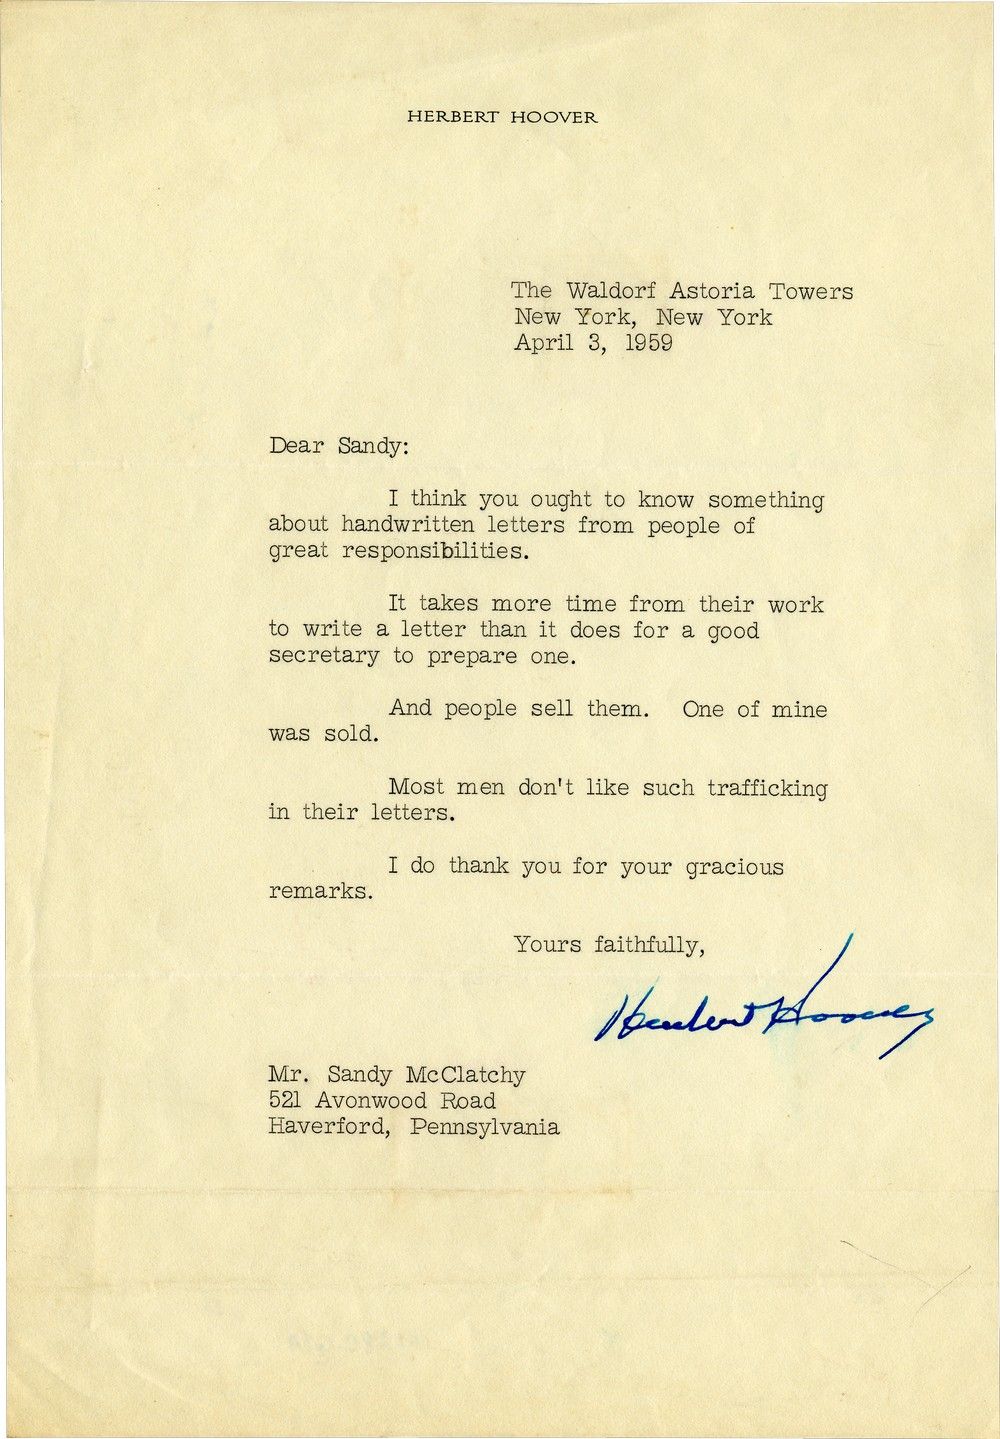 HERBERT HOOVER
The Waldorf Astoria Towers
New York, New York
April 3, 1959
Dear Sandy:
I think you ought to know something
about handwritten letters from people of
great responsibilities.
It takes more time from their work
to write a letter than it does for a good
secretary to prepare one.
And people sell them. One of mine
was sold.
Most men don't like such trafficking
in their letters.
I do thank you for your gracious
remarks.
Yours faithfully,
Herbert Hoover
Mr. Sandy McClatchy
521 Avonwood Road
Haverford, Pennsylvania